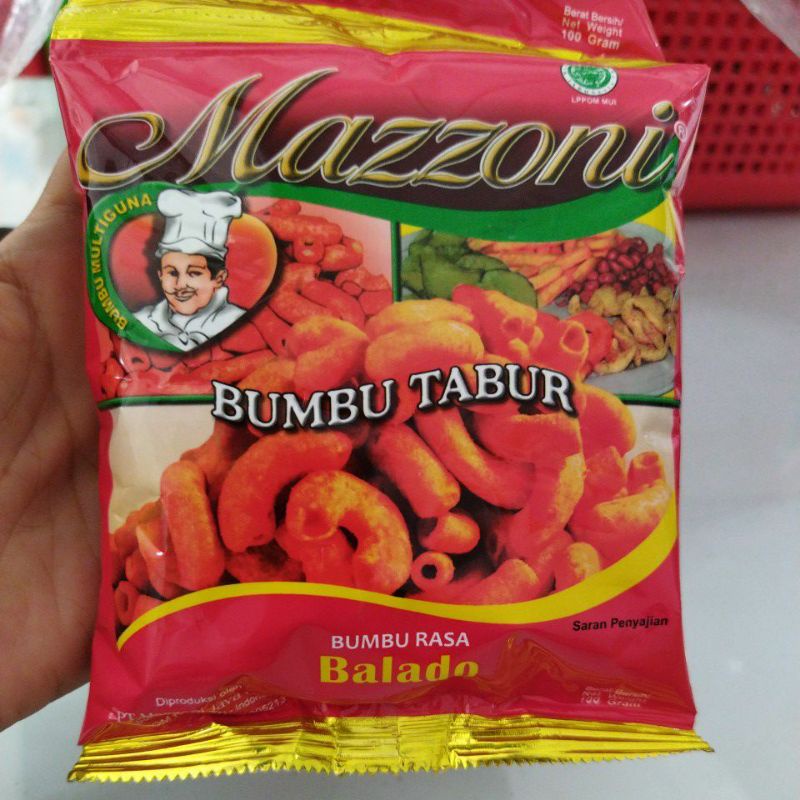 Berat Bersih/
Net Weight
100 Gram
LPPOM MUI
Mazzoni®
BUMBU MULTIGUNA
BUMBU TABUR
Saran Penyajian
BUMBU RASA
Balado
Diproduksi oleh
Gram